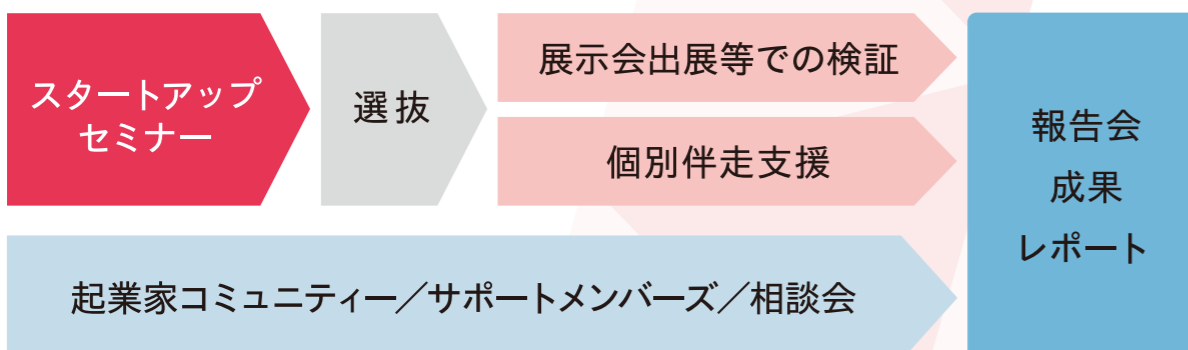 スタートアップ
セミナー
選抜
展示会出展等での検証
個別伴走支援
起業家コミュニティー／サポートメンバーズ／相談会
報告会
成果
レポート